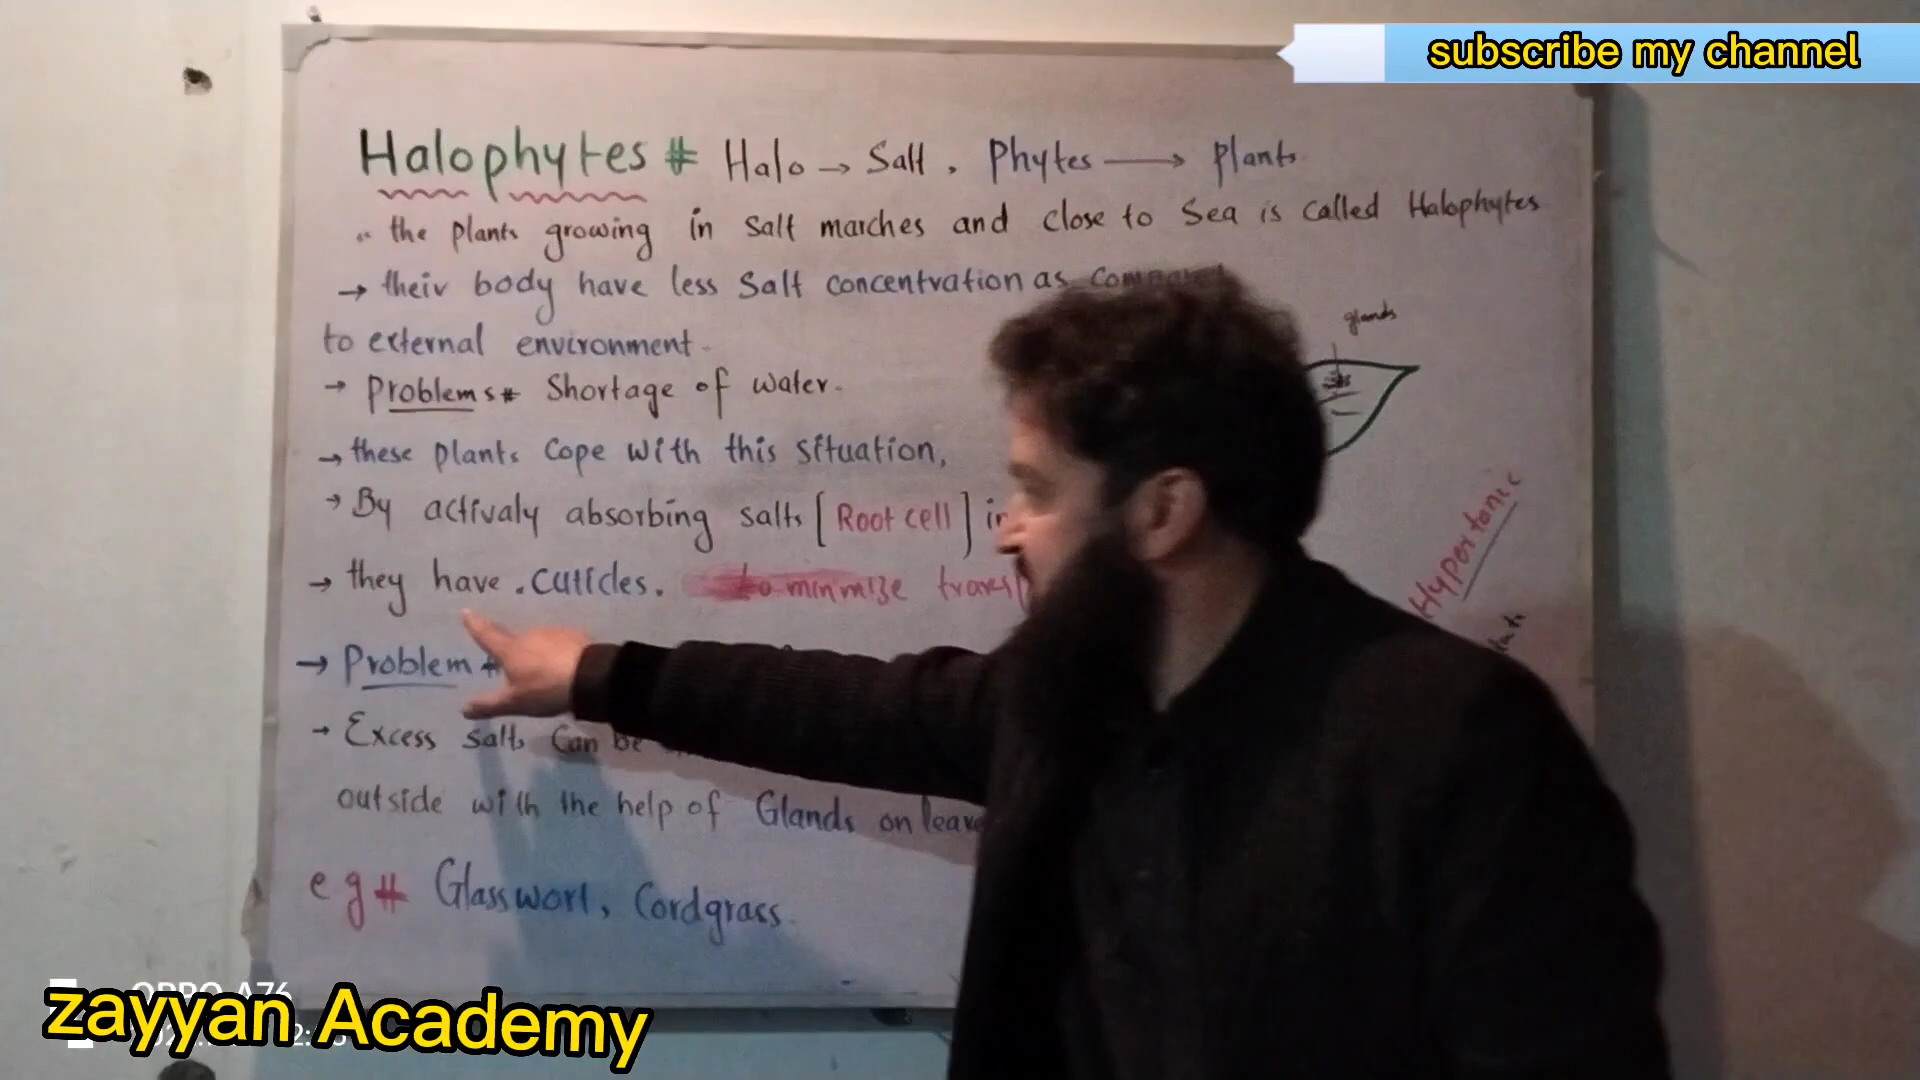 subscribe my channel
Halophytes # Halo → Salt. Phytes → plants
" the plants growing in Salt marches and close to Sea is called Halophytes
→ their body have less Salt concentration as
to external environment.
glands
→ Problems # Shortage of water.
→ these plants Cope with this situation,
→ By activaly absorbing salts [Root cell]
Hypertonic
→ they have . cuticles. to minimize
→ Problem #
→ Excess salts Can be
outside with the help of Glands on
eg # Glasswort, Cordgrass.
zayyan Academy